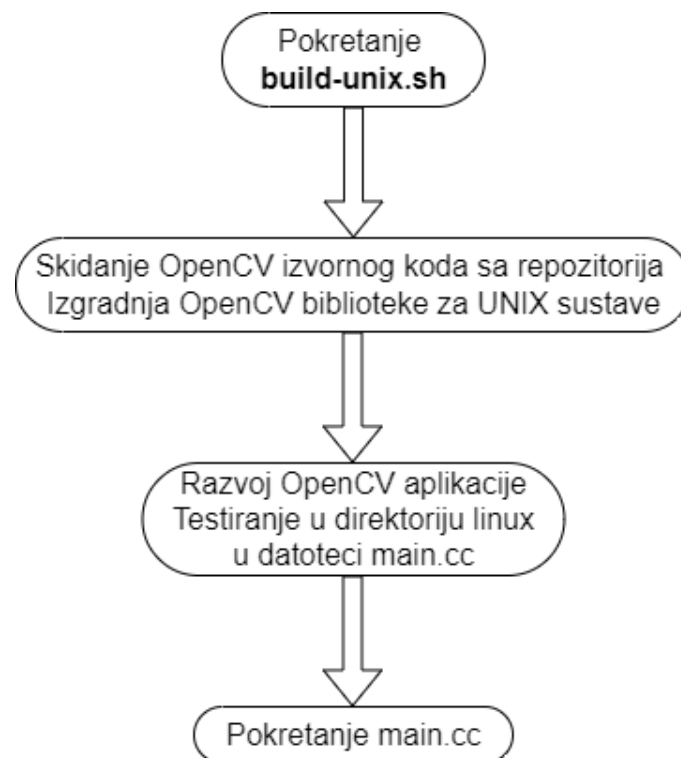 Pokretanje
build-unix.sh
Skidanje OpenCV izvornog koda sa repozitorija
Izgradnja OpenCV biblioteke za UNIX sustave
Razvoj OpenCV aplikacije
Testiranje u direktoriju linux
u datoteci main.cc
Pokretanje main.cc